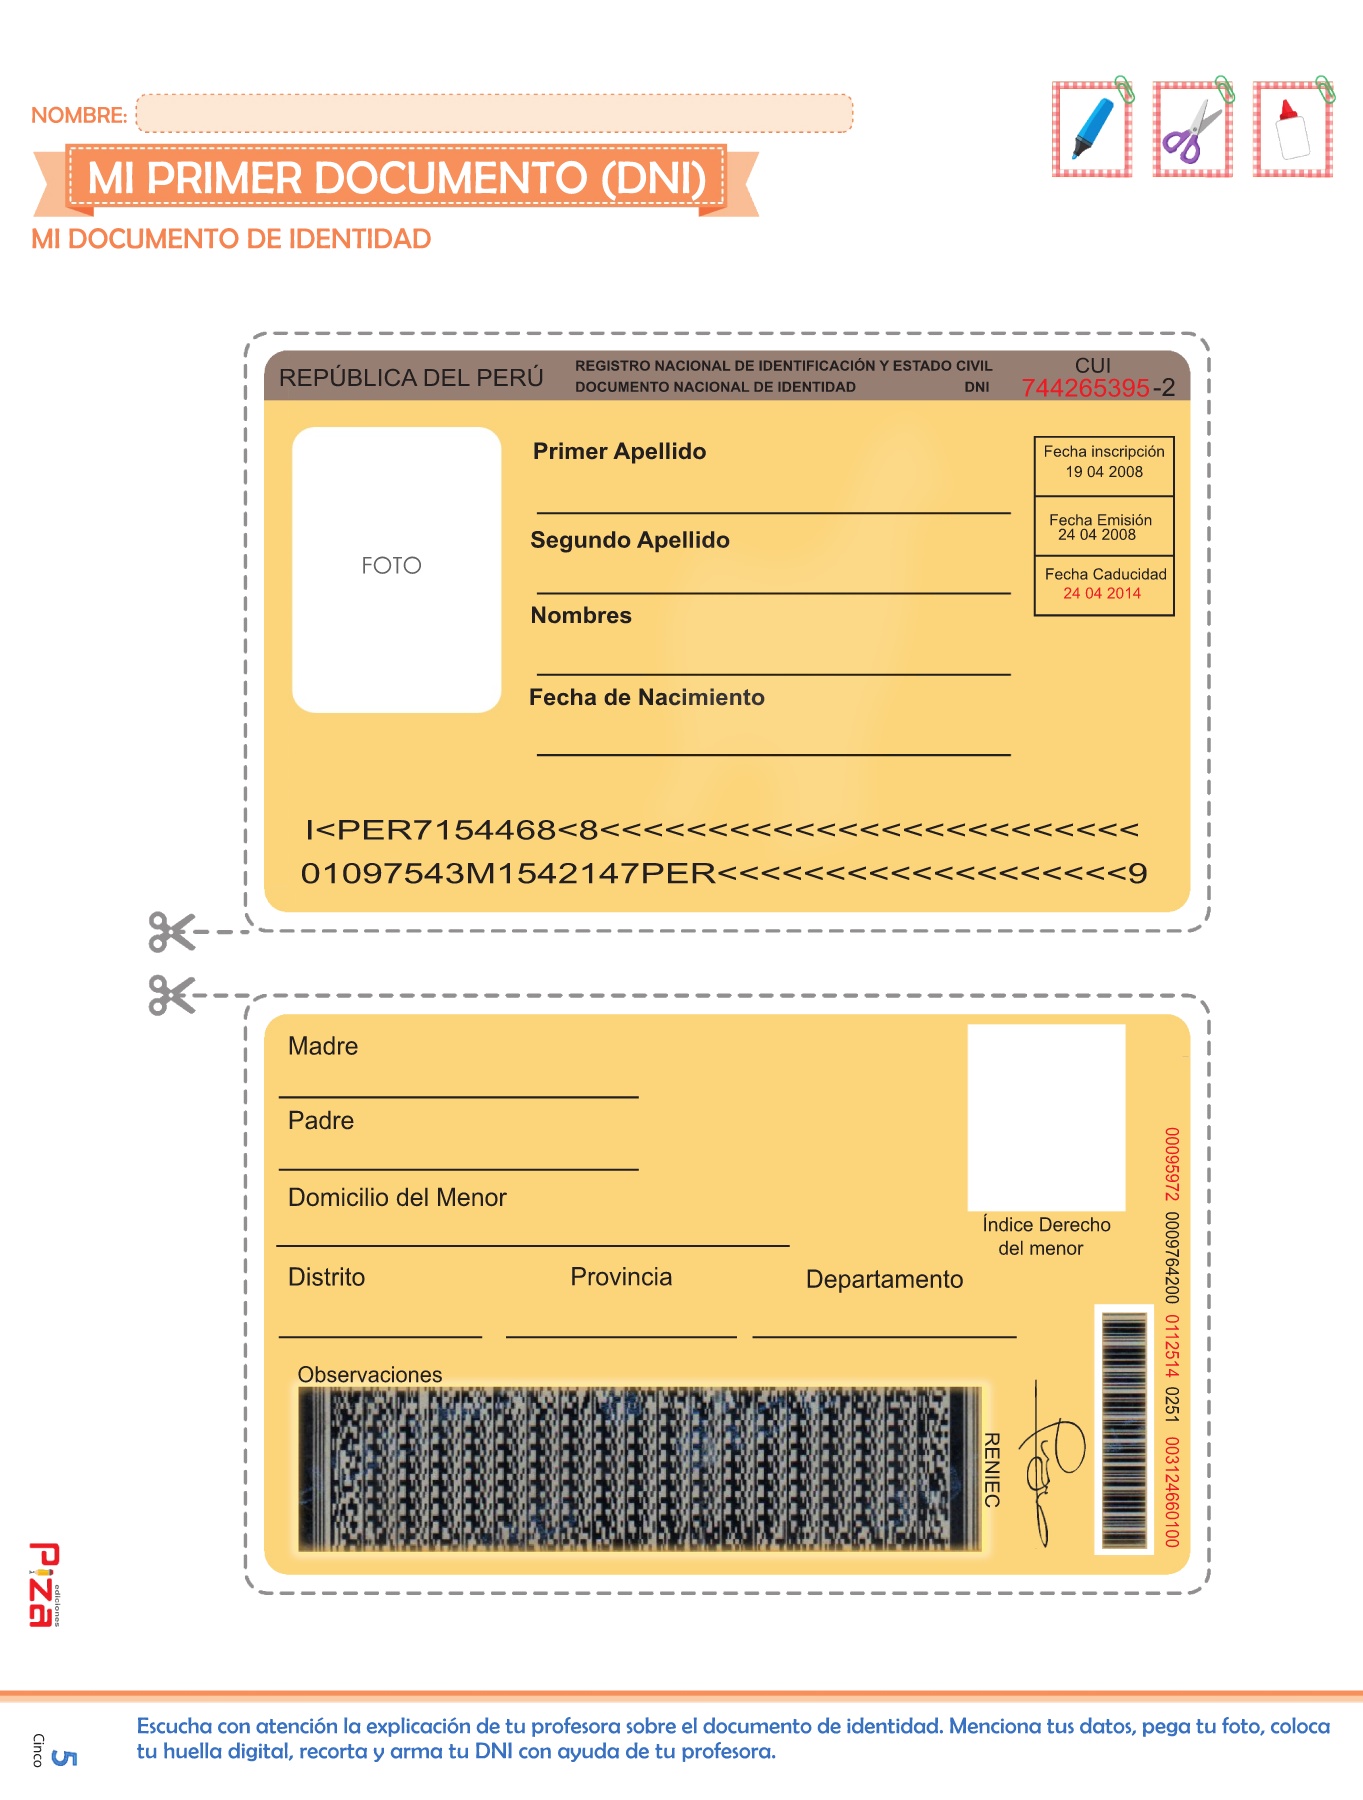 NOMBRE:
MI PRIMER DOCUMENTO (DNI)
MI DOCUMENTO DE IDENTIDAD
REPÚBLICA DEL PERÚ
REGISTRO NACIONAL DE IDENTIFICACIÓN Y ESTADO CIVIL
DOCUMENTO NACIONAL DE IDENTIDAD DNI
CUI
744265395-2
FOTO
Primer Apellido
Segundo Apellido
Nombres
Fecha de Nacimiento
Fecha inscripción
19 04 2008
Fecha Emisión
24 04 2008
Fecha Caducidad
24 04 2014
I<PER7154468<8<<<<<<<<<<<<<<<<<<<<<<<<<
01097543M1542147PER<<<<<<<<<<<<<<<<<<<9
Madre
Padre
Domicilio del Menor
Distrito Provincia Departamento
Índice Derecho
del menor
Observaciones
RENIEC
00095972 0009764200 0112514 0251 003124660100
Piza
ediciones
Escucha con atención la explicación de tu profesora sobre el documento de identidad. Menciona tus datos, pega tu foto, coloca
tu huella digital, recorta y arma tu DNI con ayuda de tu profesora.
5
Cinco